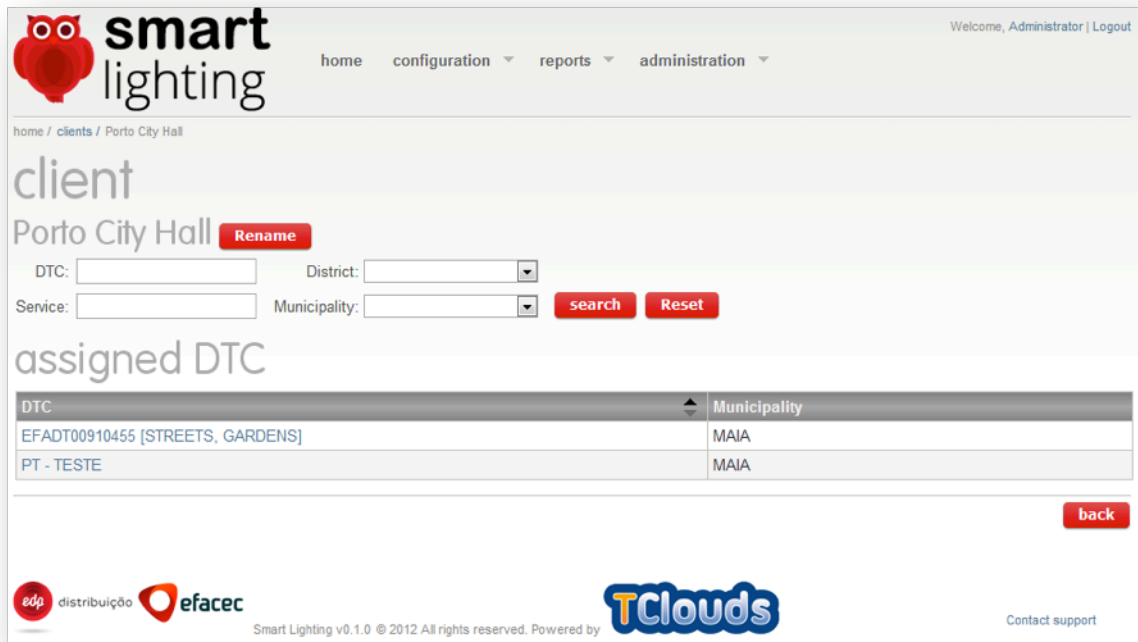 smart
lighting
Welcome, Administrator | Logout
home configuration reports administration
home / clients / Porto City Hall
client
Porto City Hall Rename
DTC: District:
Service: Municipality: search Reset
assigned DTC
DTC Municipality
EFADT00910455 [STREETS, GARDENS] MAIA
PT - TESTE MAIA
back
edp distribuição efacec
Smart Lighting v0.1.0 © 2012 All rights reserved. Powered by TClouds
Contact support